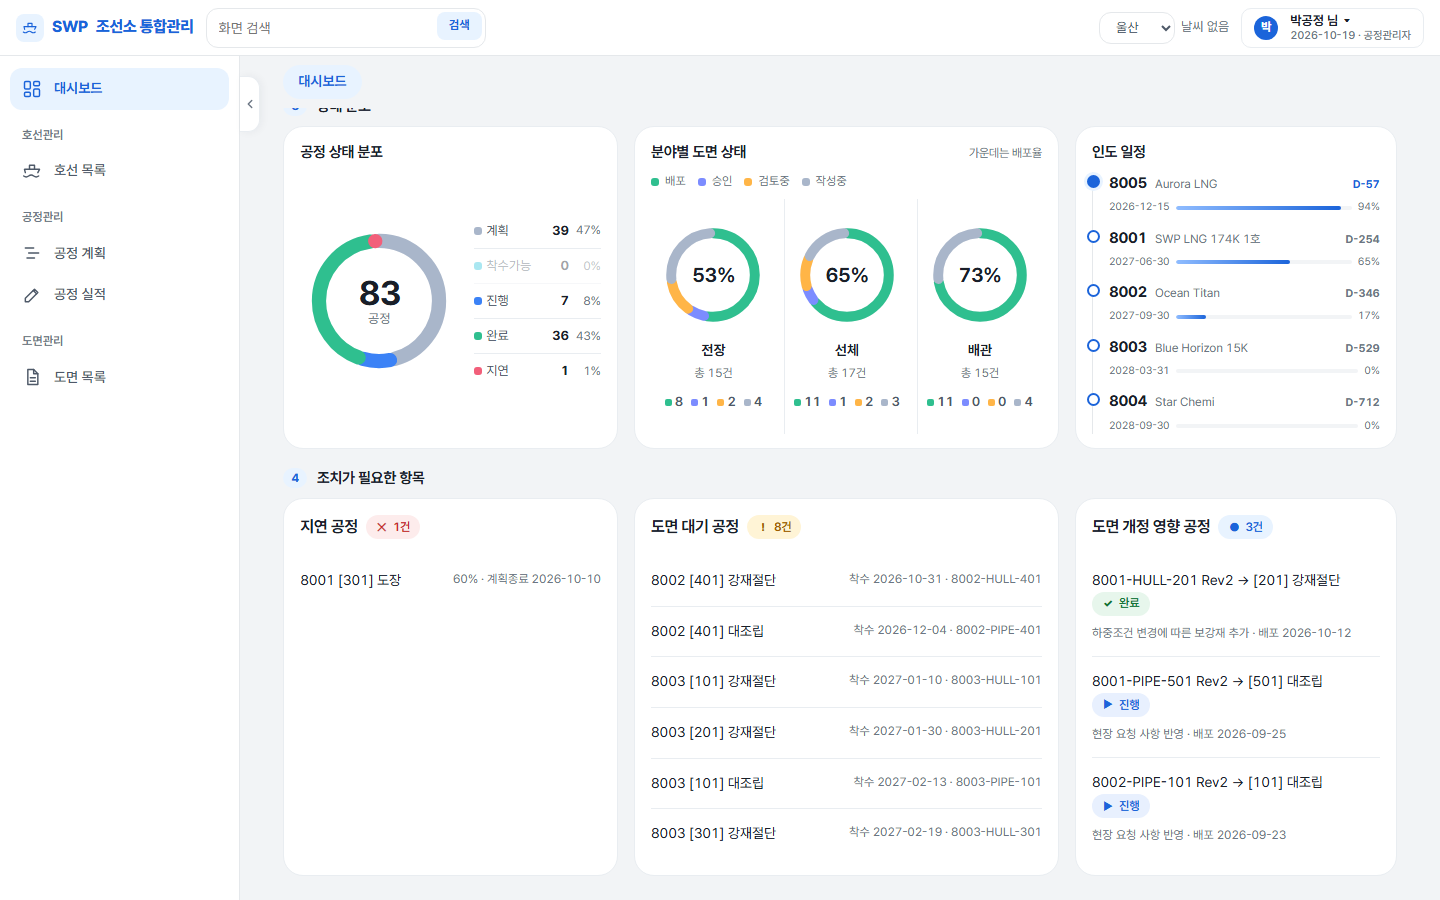 SWP 조선소 통합관리
화면 검색
검색
울산
날씨 없음
박
박공정 님
2026-10-19 · 공정관리자
대시보드
호선관리
호선 목록
공정관리
공정 계획
공정 실적
도면관리
도면 목록
대시보드
공정 상태 분포
83
공정
계획 39 47%
착수가능 0 0%
진행 7 8%
완료 36 43%
지연 1 1%
분야별 도면 상태
가운데는 배포율
배포 승인 검토중 작성중
53%
전장
총 15건
8 1 2 4
65%
선체
총 17건
11 1 2 3
73%
배관
총 15건
11 0 0 4
인도 일정
8005 Aurora LNG D-57
2026-12-15 94%
8001 SWP LNG 174K 1호 D-254
2027-06-30 65%
8002 Ocean Titan D-346
2027-09-30 17%
8003 Blue Horizon 15K D-529
2028-03-31 0%
8004 Star Chemi D-712
2028-09-30 0%
4 조치가 필요한 항목
지연 공정 1건
8001 [301] 도장 60% · 계획종료 2026-10-10
도면 대기 공정 ! 8건
8002 [401] 강재절단 착수 2026-10-31 · 8002-HULL-401
8002 [401] 대조립 착수 2026-12-04 · 8002-PIPE-401
8003 [101] 강재절단 착수 2027-01-10 · 8003-HULL-101
8003 [201] 강재절단 착수 2027-01-30 · 8003-HULL-201
8003 [101] 대조립 착수 2027-02-13 · 8003-PIPE-101
8003 [301] 강재절단 착수 2027-02-19 · 8003-HULL-301
도면 개정 영향 공정 3건
8001-HULL-201 Rev2 → [201] 강재절단
완료
하중조건 변경에 따른 보강재 추가 · 배포 2026-10-12
8001-PIPE-501 Rev2 → [501] 대조립
진행
현장 요청 사항 반영 · 배포 2026-09-25
8002-PIPE-101 Rev2 → [101] 대조립
진행
현장 요청 사항 반영 · 배포 2026-09-23